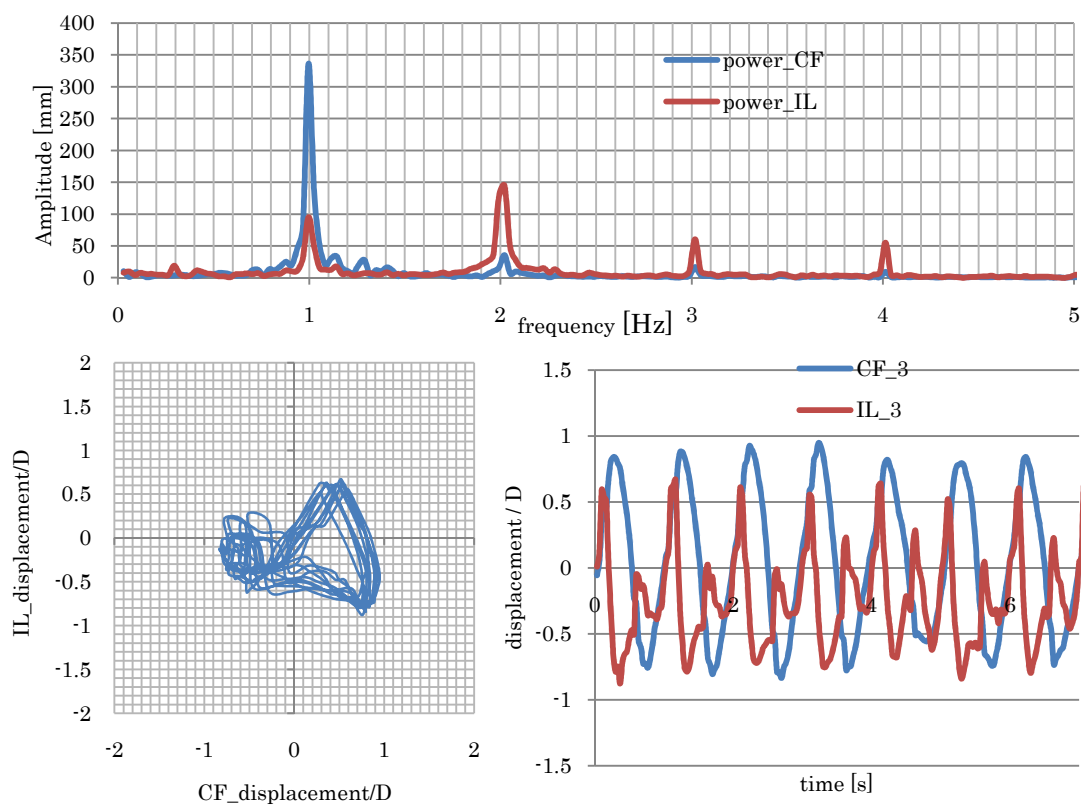 400
350
300
250
200
150
100
50
0
Amplitude [mm]
power_CF
power_IL
0 1 2 3 4 5
frequency [Hz]
2
1.5
1
0.5
0
-0.5
-1
-1.5
-2
IL_displacement/D
-2 -1 0 1 2
CF_displacement/D
1.5
1
0.5
0
-0.5
-1
-1.5
displacement / D
CF_3
IL_3
0 2 4 6
time [s]